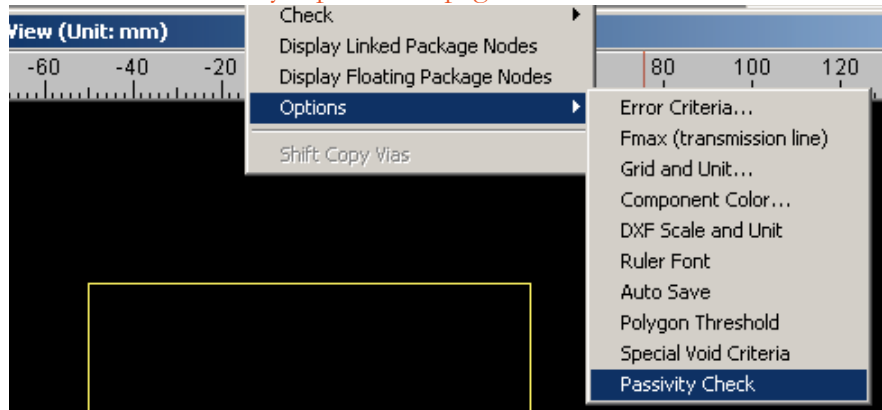 Check
View (Unit: mm)
Display Linked Package Nodes
-60 -40 -20
Display Floating Package Nodes
80 100 120
Options
Error Criteria...
Fmax (transmission line)
Shift Copy Vias
Grid and Unit...
Component Color...
DXF Scale and Unit
Ruler Font
Auto Save
Polygon Threshold
Special Void Criteria
Passivity Check